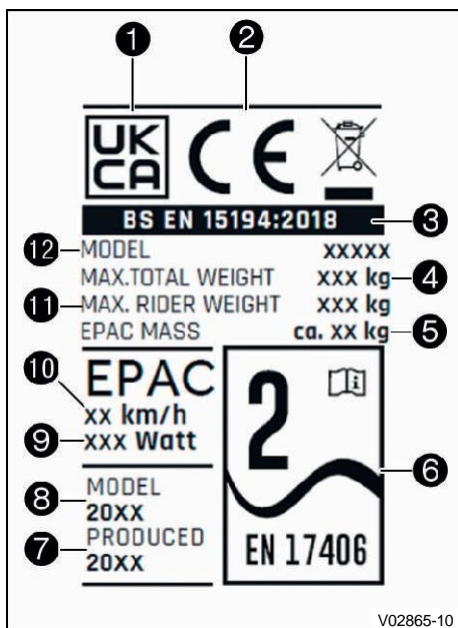 1 2
UK
CA
CE
BS EN 15194:2018 3
12 MODEL XXXXX
MAX.TOTAL WEIGHT XXX kg 4
11 MAX. RIDER WEIGHT XXX kg
EPAC MASS ca. XX kg 5
10 EPAC
xx km/h
9 xxx Watt
2
6
8 MODEL
20XX
7 PRODUCED
20XX
EN 17406
V02865-10